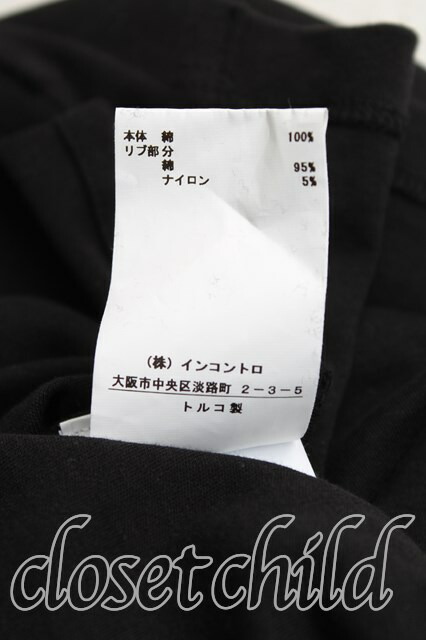 本体 綿 100%
リブ部分
綿 95%
ナイロン 5%
(株) インコントロ
大阪市中央区淡路町 2-3-5
トルコ製
closet child